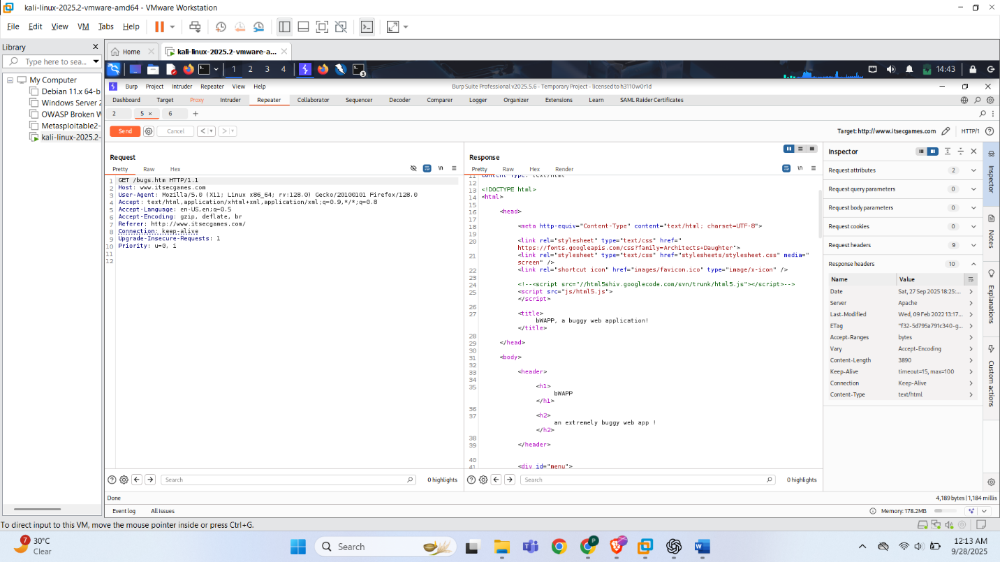 kali-linux-2025.2-vmware-amd64 - VMware Workstation
File Edit View VM Tabs Help
Library
Type here to sea...
My Computer
Debian 11.x 64-b
Windows Server 2
OWASP Broken W
Metasploitable2-
kali-linux-2025.2-
Home
kali-linux-2025.2-vmware-a...
1 2 3 4
3
14:43
Burp Project Intruder Repeater View Help
Burp Suite Professional v2025.5.6 - Temporary Project - licensed to h3110w0r1d
Dashboard Target Proxy Intruder Repeater Collaborator Sequencer Decoder Comparer Logger Organizer Extensions Learn SAML Raider Certificates
2 5 × 6 +
Send Cancel < >
Target: http://www.itsecgames.com HTTP/1
Request
Pretty Raw Hex
\n
1 GET /bugs.htm HTTP/1.1
2 Host: www.itsecgames.com
3 User-Agent: Mozilla/5.0 (X11; Linux x86_64; rv:128.0) Gecko/20100101 Firefox/128.0
4 Accept: text/html,application/xhtml+xml,application/xml;q=0.9,*/*;q=0.8
5 Accept-Language: en-US,en;q=0.5
6 Accept-Encoding: gzip, deflate, br
7 Referer: http://www.itsecgames.com/
8 Connection: keep-alive
9 Upgrade-Insecure-Requests: 1
10 Priority: u=0, i
11
12
Search
0 highlights
Response
Pretty Raw Hex Render
\n
Content-Type: text/html
12
13 <!DOCTYPE html>
14 <html>
15
16 <head>
17
18 <meta http-equiv="Content-Type" content="text/html; charset=UTF-8">
19
20 <link rel="stylesheet" type="text/css" href="
https://fonts.googleapis.com/css?family=Architects+Daughter">
21 <link rel="stylesheet" type="text/css" href="stylesheets/stylesheet.css" media="
screen" />
22 <link rel="shortcut icon" href="images/favicon.ico" type="image/x-icon" />
23
24 <!--<script src="//html5shiv.googlecode.com/svn/trunk/html5.js"></script>-->
25 <script src="js/html5.js">
</script>
26
27 <title>
bWAPP, a buggy web application!
</title>
28
29 </head>
30
31 <body>
32
33 <header>
34
35 <h1>
bWAPP
</h1>
36
37 <h2>
an extremely buggy web app !
</h2>
38
39 </header>
40
41 <div id="menu">
Search
0 highlights
Inspector
Request attributes 2
Request query parameters 0
Request body parameters 0
Request cookies 0
Request headers 9
Response headers 10
Name Value
Date Sat, 27 Sep 2025 18:25:...
Server Apache
Last-Modified Wed, 09 Feb 2022 13:17...
ETag "f32-5d795a791c340-g...
Accept-Ranges bytes
Vary Accept-Encoding
Content-Length 3890
Keep-Alive timeout=15, max=100
Connection Keep-Alive
Content-Type text/html
Inspector
Notes
Explanations
Custom actions
Done
4,189 bytes | 1,184 millis
Event log All issues
Memory: 178.2MB
To direct input to this VM, move the mouse pointer inside or press Ctrl+G.
7
30°C
Clear
Search
P
12:13 AM
9/28/2025